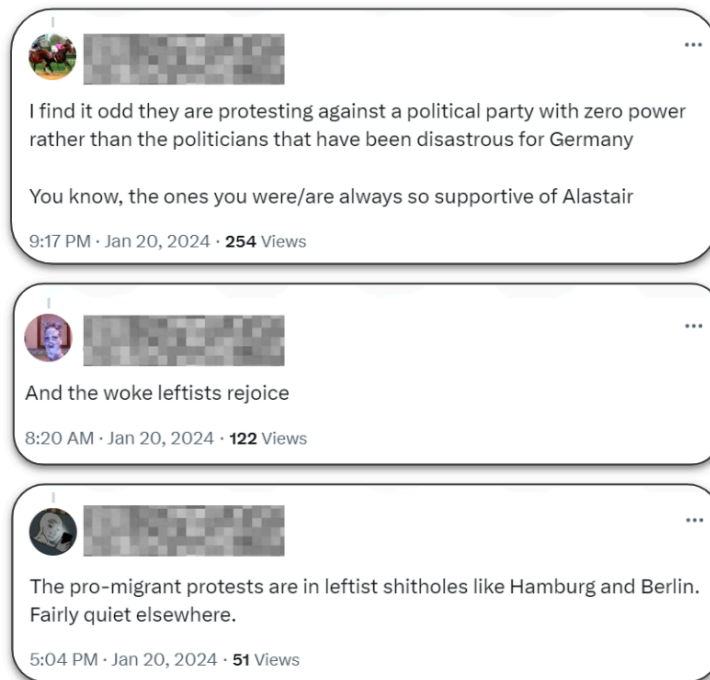 I find it odd they are protesting against a political party with zero power
rather than the politicians that have been disastrous for Germany
You know, the ones you were/are always so supportive of Alastair
9:17 PM · Jan 20, 2024 · 254 Views
And the woke leftists rejoice
8:20 AM · Jan 20, 2024 · 122 Views
The pro-migrant protests are in leftist shitholes like Hamburg and Berlin.
Fairly quiet elsewhere.
5:04 PM · Jan 20, 2024 · 51 Views